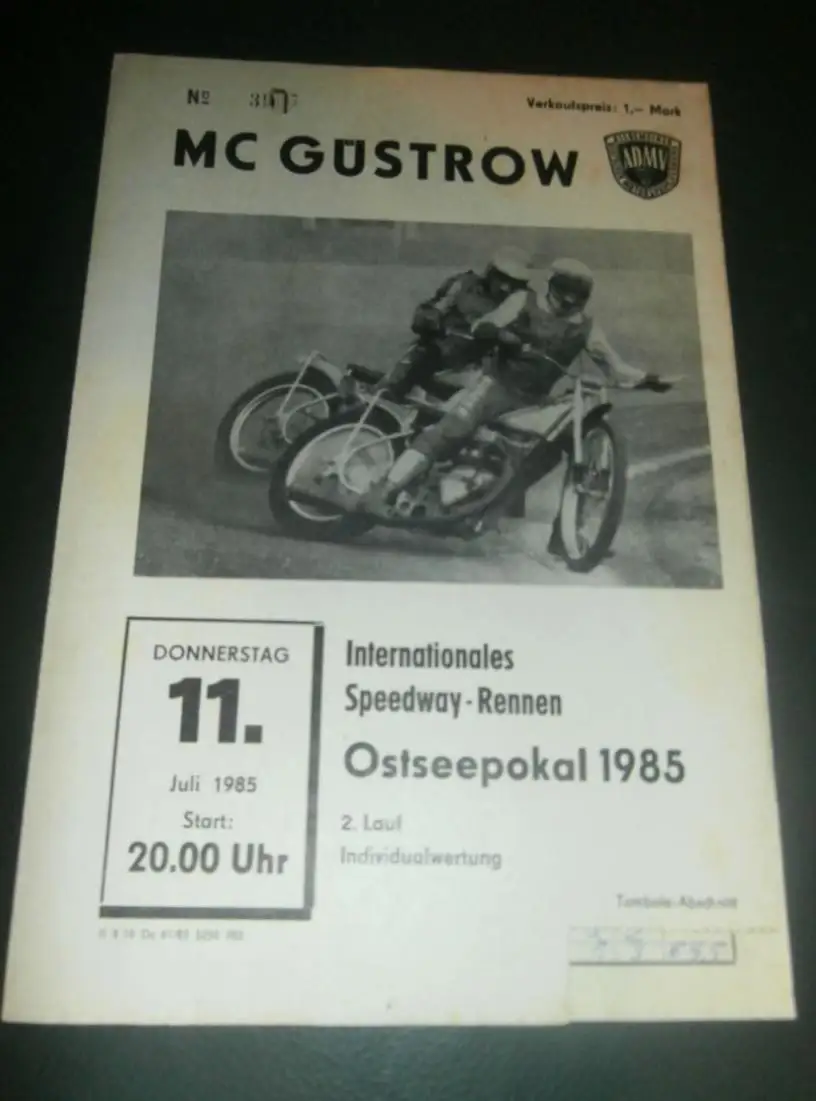 Nº
Verkaufspreis: 1,— Mark
MC GÜSTROW
ADMV
DONNERSTAG
11.
Juli 1985
Start:
20.00 Uhr
Internationales
Speedway-Rennen
Ostseepokal 1985
2. Lauf
Individualwertung
Tombola-Abschnitt